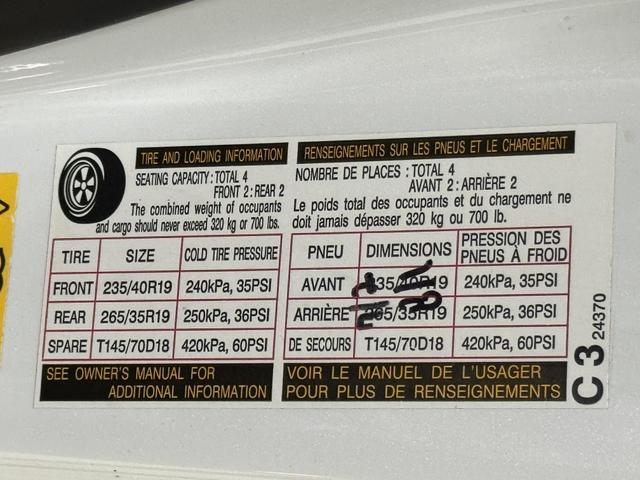 TIRE AND LOADING INFORMATION
SEATING CAPACITY: TOTAL 4
FRONT 2: REAR 2
The combined weight of occupants
and cargo should never exceed 320 kg or 700 lbs.
TIRE SIZE COLD TIRE PRESSURE
FRONT 235/40R19 240kPa, 35PSI
REAR 265/35R19 250kPa, 36PSI
SPARE T145/70D18 420kPa, 60PSI
SEE OWNER'S MANUAL FOR
ADDITIONAL INFORMATION
RENSEIGNEMENTS SUR LES PNEUS ET LE CHARGEMENT
NOMBRE DE PLACES : TOTAL 4
AVANT 2 : ARRIÈRE 2
Le poids total des occupants et du chargement ne
doit jamais dépasser 320 kg ou 700 lb.
PNEU DIMENSIONS PRESSION DES
PNEUS À FROID
AVANT 235/40R19 240kPa, 35PSI
ARRIÈRE 265/35R19 250kPa, 36PSI
DE SECOURS T145/70D18 420kPa, 60PSI
VOIR LE MANUEL DE L'USAGER
POUR PLUS DE RENSEIGNEMENTS
C3 24370